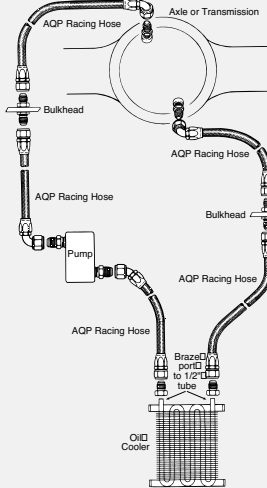 Axle or Transmission
AQP Racing Hose
Bulkhead
AQP Racing Hose
AQP Racing Hose
Bulkhead
Pump
AQP Racing Hose
AQP Racing Hose
Braze□
port□
to 1/2"□
tube
Oil□
Cooler